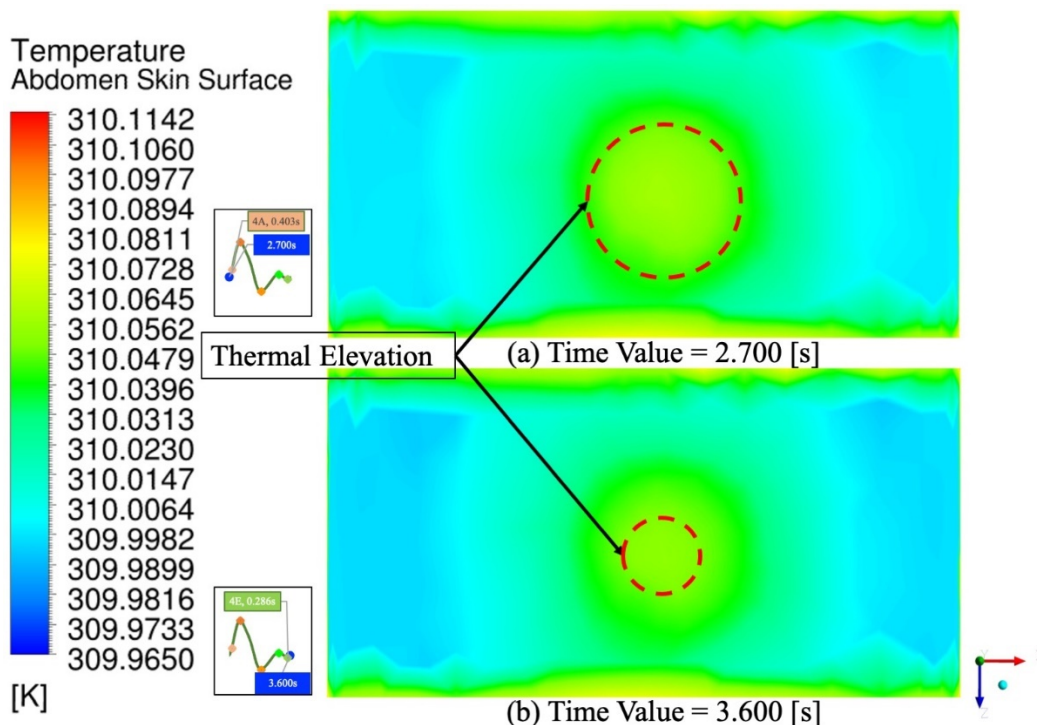 Temperature
Abdomen Skin Surface
310.1142
310.1060
310.0977
310.0894
310.0811
310.0728
310.0645
310.0562
310.0479
310.0396
310.0313
310.0230
310.0147
310.0064
309.9982
309.9899
309.9816
309.9733
309.9650
[K]
4A, 0.403s
2.700s
Thermal Elevation
(a) Time Value = 2.700 [s]
4E, 0.286s
3.600s
(b) Time Value = 3.600 [s]
Z